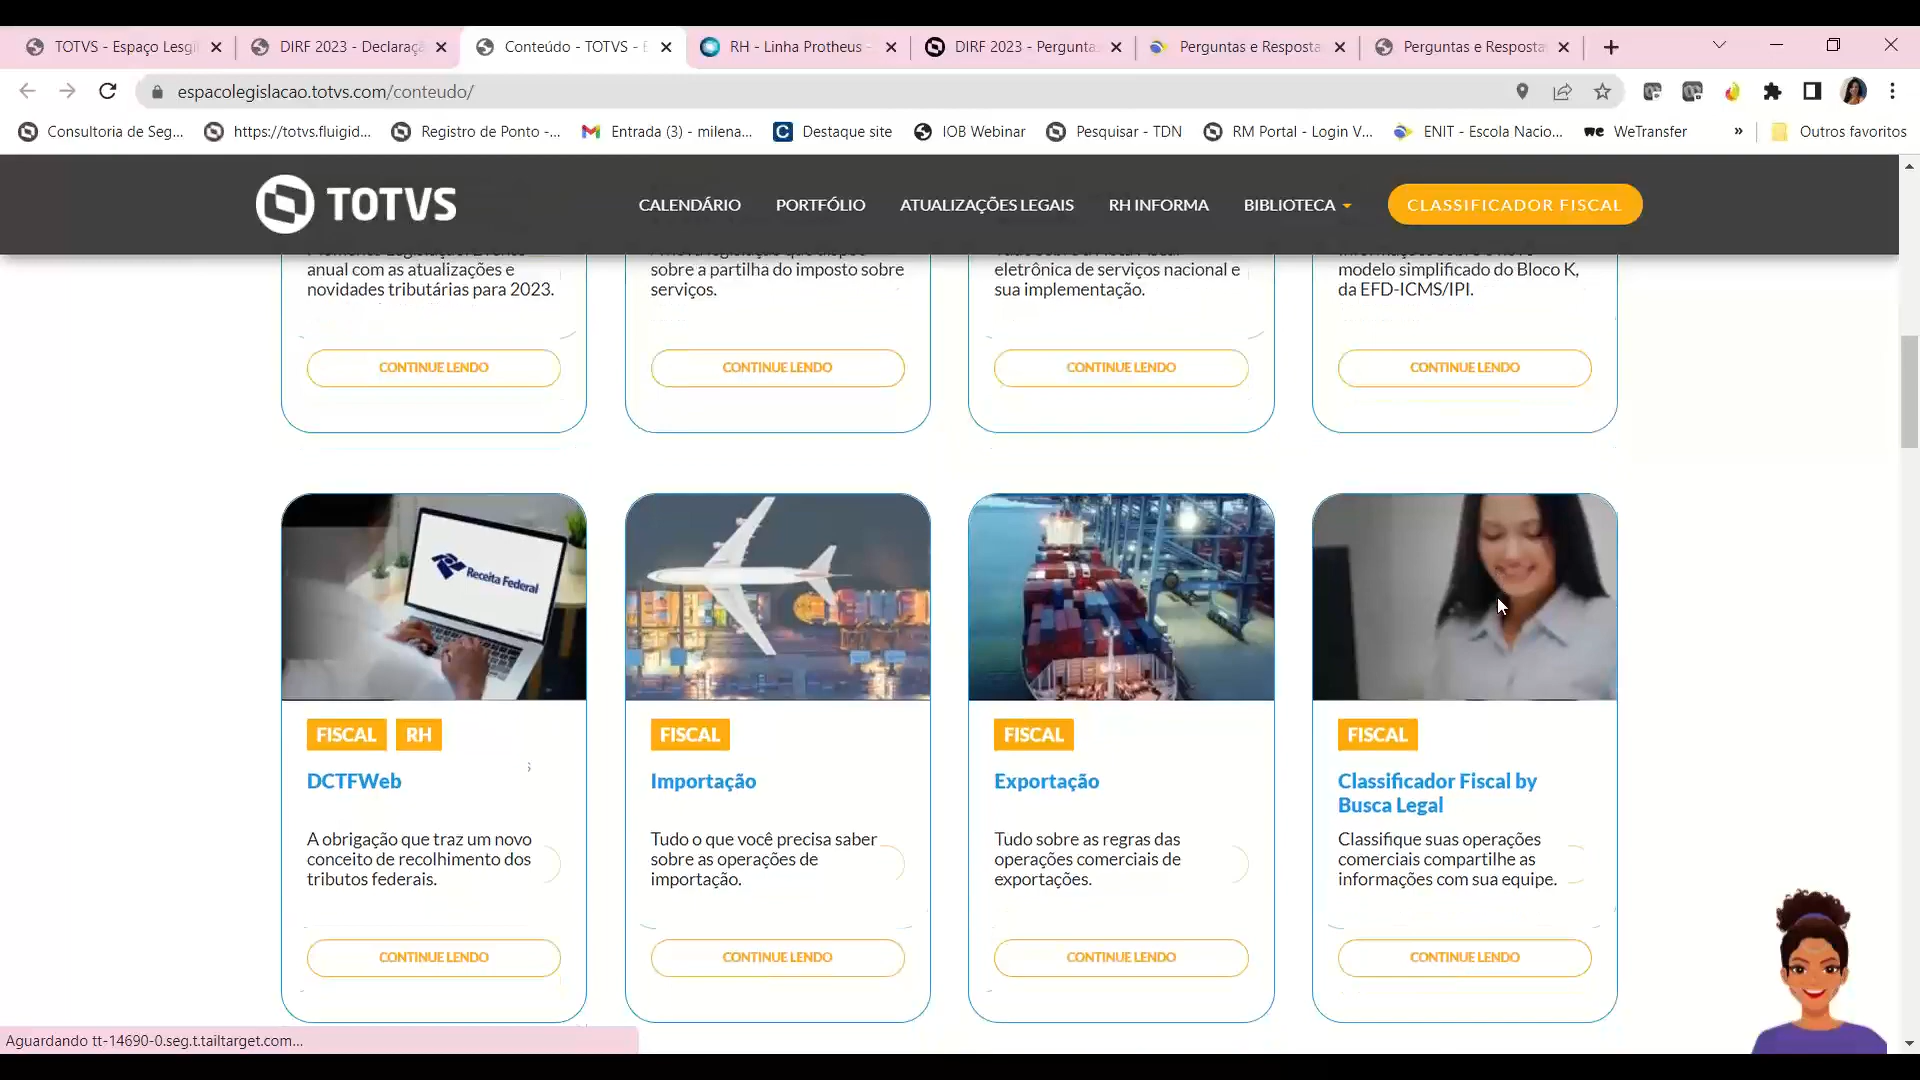 TOTVS - Espaço Lesgi
DIRF 2023 - Declaraçã
Conteúdo - TOTVS - E
RH - Linha Protheus -
DIRF 2023 - Pergunta
Perguntas e Resposta
Perguntas e Resposta
espacolegislacao.totvs.com/conteudo/
Consultoria de Seg...
https://totvs.fluigid...
Registro de Ponto -...
Entrada (3) - milena...
Destaque site
IOB Webinar
Pesquisar - TDN
RM Portal - Login V...
ENIT - Escola Nacio...
WeTransfer
»
Outros favoritos
TOTVS
CALENDÁRIO
PORTFÓLIO
ATUALIZAÇÕES LEGAIS
RH INFORMA
BIBLIOTECA
CLASSIFICADOR FISCAL
anual com as atualizações e
novidades tributárias para 2023.
sobre a partilha do imposto sobre
serviços.
eletrônica de serviços nacional e
sua implementação.
modelo simplificado do Bloco K,
da EFD-ICMS/IPI.
CONTINUE LENDO
CONTINUE LENDO
CONTINUE LENDO
CONTINUE LENDO
Receita Federal
FISCAL RH
DCTFWeb
A obrigação que traz um novo
conceito de recolhimento dos
tributos federais.
CONTINUE LENDO
FISCAL
Importação
Tudo o que você precisa saber
sobre as operações de
importação.
CONTINUE LENDO
FISCAL
Exportação
Tudo sobre as regras das
operações comerciais de
exportações.
CONTINUE LENDO
FISCAL
Classificador Fiscal by
Busca Legal
Classifique suas operações
comerciais compartilhe as
informações com sua equipe.
CONTINUE LENDO
Aguardando tt-14690-0.seg.t.tailtarget.com...